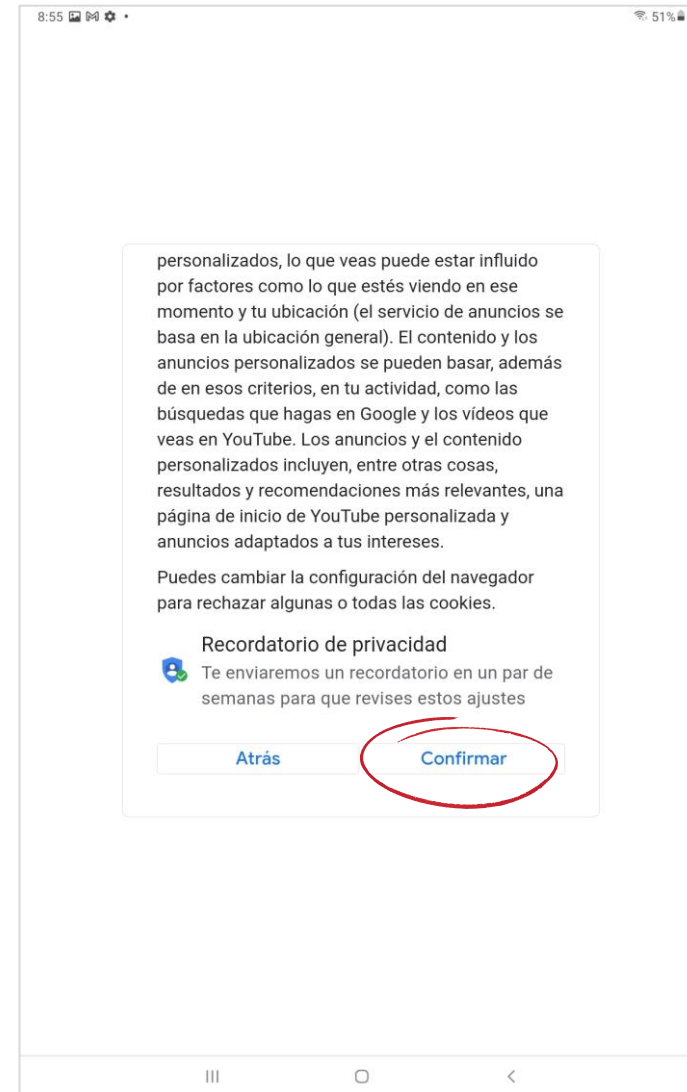 8:55
51%
personalizados, lo que veas puede estar influido
por factores como lo que estés viendo en ese
momento y tu ubicación (el servicio de anuncios se
basa en la ubicación general). El contenido y los
anuncios personalizados se pueden basar, además
de en esos criterios, en tu actividad, como las
búsquedas que hagas en Google y los vídeos que
veas en YouTube. Los anuncios y el contenido
personalizados incluyen, entre otras cosas,
resultados y recomendaciones más relevantes, una
página de inicio de YouTube personalizada y
anuncios adaptados a tus intereses.
Puedes cambiar la configuración del navegador
para rechazar algunas o todas las cookies.
Recordatorio de privacidad
Te enviaremos un recordatorio en un par de
semanas para que revises estos ajustes
Atrás
Confirmar